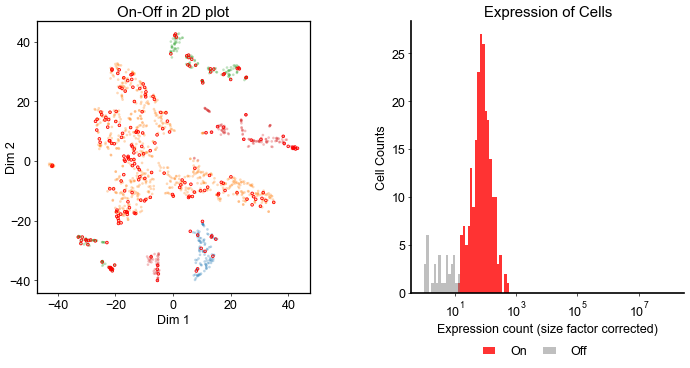 On-Off in 2D plot
40
20
0
−20
−40
Dim 2
−40 −20 0 20 40
Dim 1
Expression of Cells
25
20
15
10
5
0
Cell Counts
10^1 10^3 10^5 10^7
Expression count (size factor corrected)
On Off